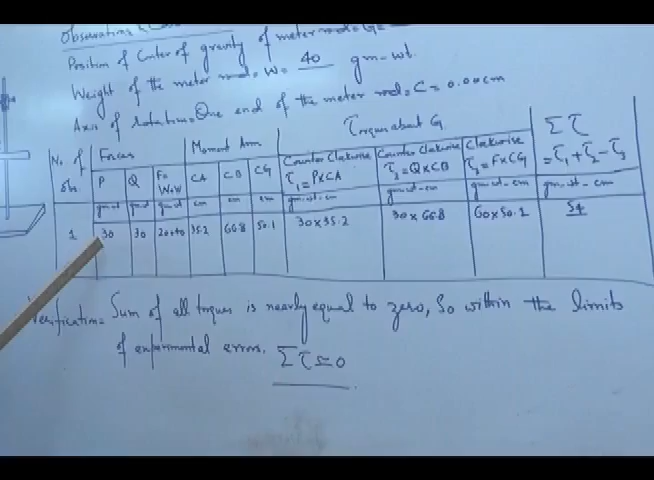 Observations &
Position of Center of gravity of meter rod = G =
Weight of the meter rod = W = 40 gm-wt.
Axis of rotation = One end of the meter rod = C = 0.00cm
No. of obs. Forces Moment Arm Torque about G Στ = τ₁ + τ₂ - τ₃
P Q F = W+W CA CB CG Counter Clockwise τ₁ = P×CA Counter Clockwise τ₂ = Q×CB Clockwise τ₃ = F×CG
gm.wt gm.wt gm.wt cm cm cm gm.wt-cm gm.wt-cm gm.wt-cm gm.wt-cm
1 30 30 20+40 35.2 66.8 50.1 30×35.2 30×66.8 60×50.1 54
Verification = Sum of all torques is nearly equal to zero, So within the limits
of experimental error. Στ ≅ 0